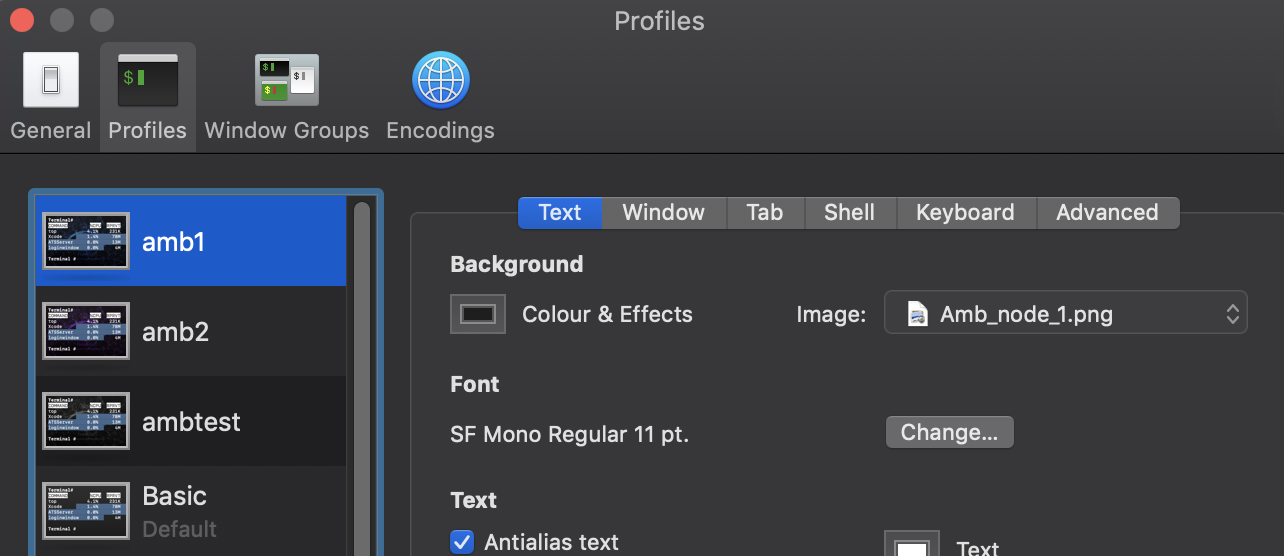 Profiles
General Profiles Window Groups Encodings
amb1
amb2
ambtest
Basic
Default
Text Window Tab Shell Keyboard Advanced
Background
Colour & Effects Image: Amb_node_1.png
Font
SF Mono Regular 11 pt. Change...
Text
Antialias text Text